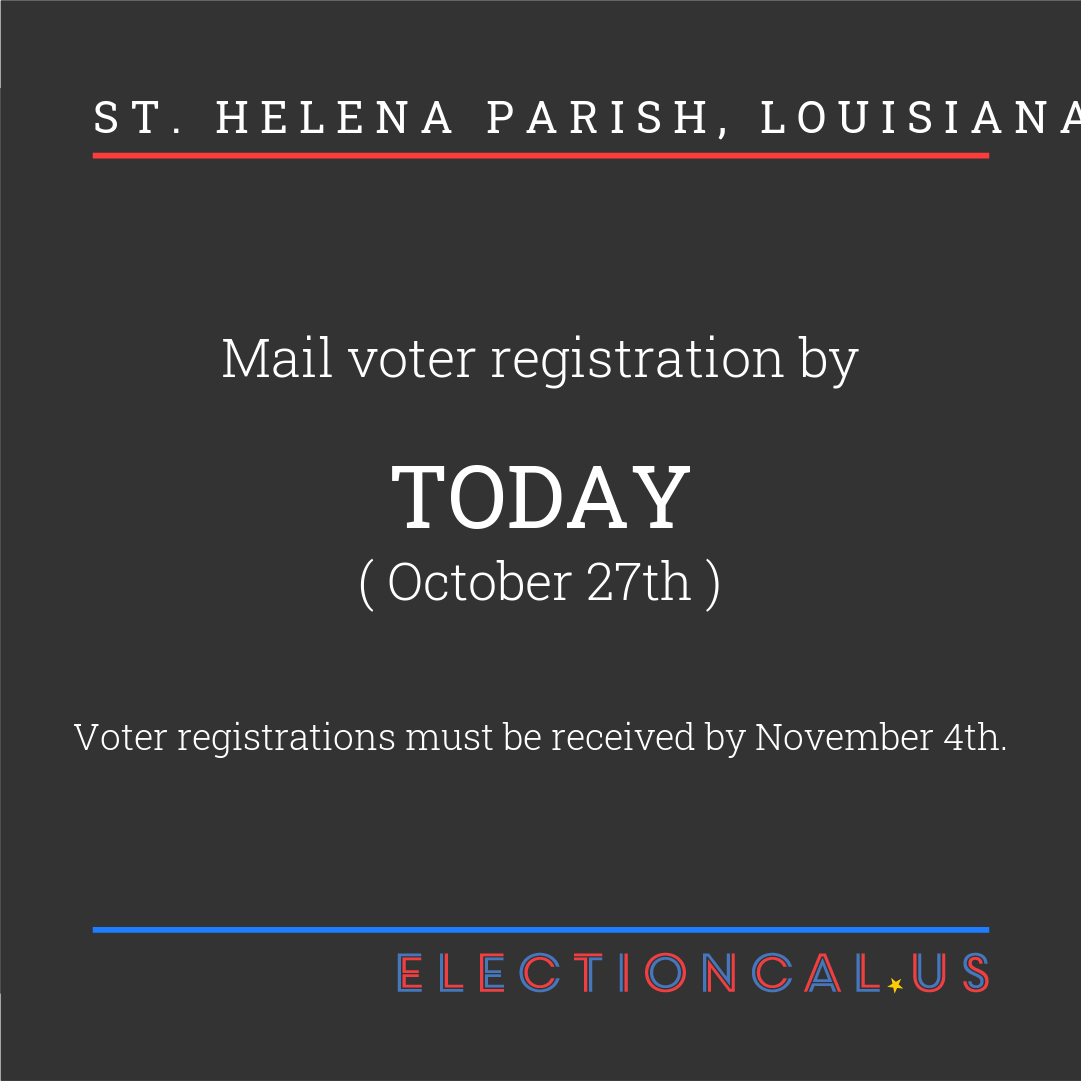 ST. HELENA PARISH, LOUISIANA
Mail voter registration by
TODAY
( October 27th )
Voter registrations must be received by November 4th.
ELECTIONCAL.US